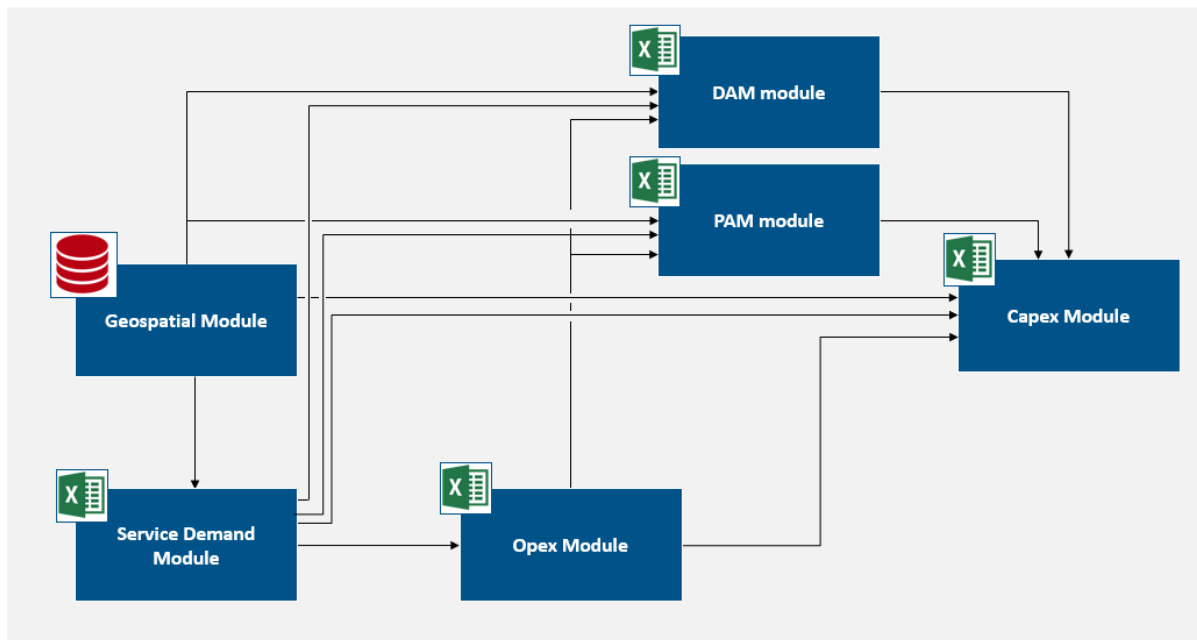 X
DAM module
X
PAM module
X
Geospatial Module
Capex Module
X
X
Service Demand
Module
Opex Module